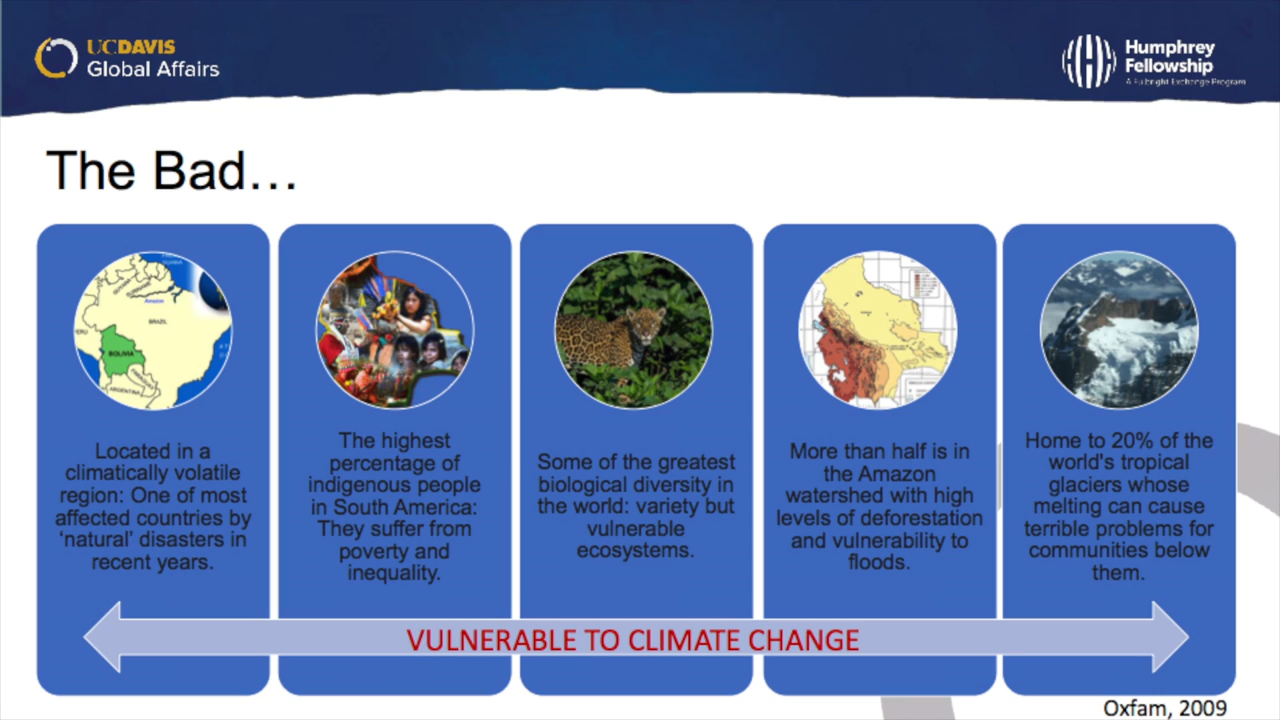 UCDAVIS
Global Affairs
Humphrey
Fellowship
A Fulbright Exchange Program
The Bad…
BRAZIL
BOLIVIA
ARGENTINA
Located in a
climatically volatile
region: One of most
affected countries by
‘natural’ disasters in
recent years.
The highest
percentage of
indigenous people
in South America:
They suffer from
poverty and
inequality.
Some of the greatest
biological diversity in
the world: variety but
vulnerable
ecosystems.
More than half is in
the Amazon
watershed with high
levels of deforestation
and vulnerability to
floods.
Home to 20% of the
world's tropical
glaciers whose
melting can cause
terrible problems for
communities below
them.
VULNERABLE TO CLIMATE CHANGE
Oxfam, 2009